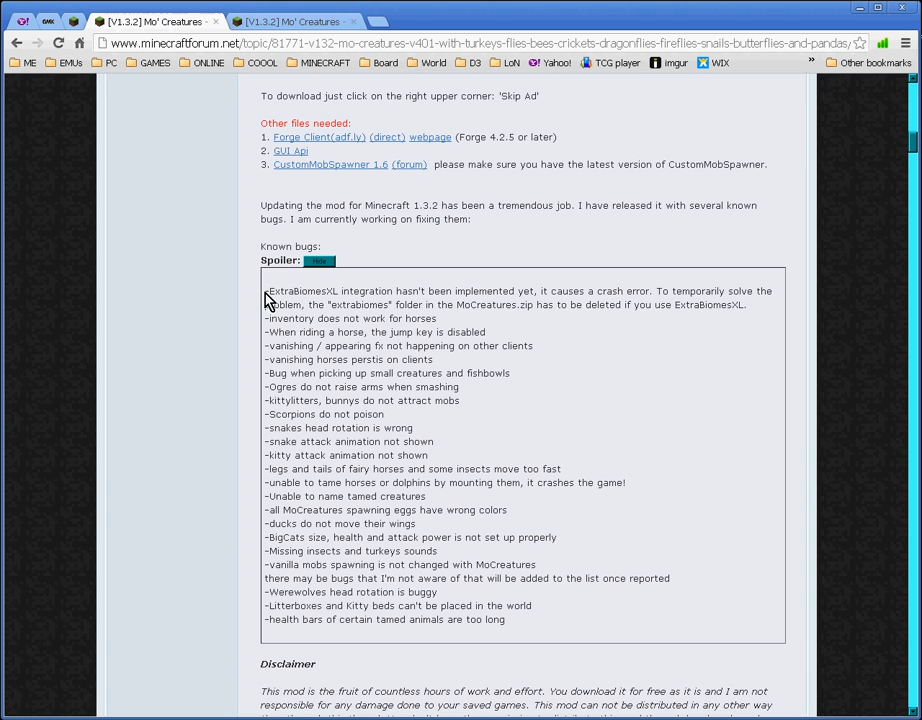 [V1.3.2] Mo' Creatures -
[V1.3.2] Mo' Creatures -
www.minecraftforum.net/topic/81771-v132-mo-creatures-v401-with-turkeys-flies-bees-crickets-dragonflies-fireflies-snails-butterflies-and-pandas/
ME EMUs PC GAMES ONLINE COOOL MINECRAFT Board World D3 LoN Yahoo! TCG player imgur WIX » Other bookmarks
To download just click on the right upper corner: 'Skip Ad'
Other files needed:
1. Forge Client(adf.ly) (direct) webpage (Forge 4.2.5 or later)
2. GUI Api
3. CustomMobSpawner 1.6 (forum) please make sure you have the latest version of CustomMobSpawner.
Updating the mod for Minecraft 1.3.2 has been a tremendous job. I have released it with several known
bugs. I am currently working on fixing them:
Known bugs:
Spoiler: Hide
-ExtraBiomesXL integration hasn't been implemented yet, it causes a crash error. To temporarily solve the
problem, the "extrabiomes" folder in the MoCreatures.zip has to be deleted if you use ExtraBiomesXL.
-inventory does not work for horses
-When riding a horse, the jump key is disabled
-vanishing / appearing fx not happening on other clients
-vanishing horses perstis on clients
-Bug when picking up small creatures and fishbowls
-Ogres do not raise arms when smashing
-kittylitters, bunnys do not attract mobs
-Scorpions do not poison
-snakes head rotation is wrong
-snake attack animation not shown
-kitty attack animation not shown
-legs and tails of fairy horses and some insects move too fast
-unable to tame horses or dolphins by mounting them, it crashes the game!
-Unable to name tamed creatures
-all MoCreatures spawning eggs have wrong colors
-ducks do not move their wings
-BigCats size, health and attack power is not set up properly
-Missing insects and turkeys sounds
-vanilla mobs spawning is not changed with MoCreatures
there may be bugs that I'm not aware of that will be added to the list once reported
-Werewolves head rotation is buggy
-Litterboxes and Kitty beds can't be placed in the world
-health bars of certain tamed animals are too long
Disclaimer
This mod is the fruit of countless hours of work and effort. You download it for free as it is and I am not
responsible for any damage done to your saved games. This mod can not be distributed in any other way